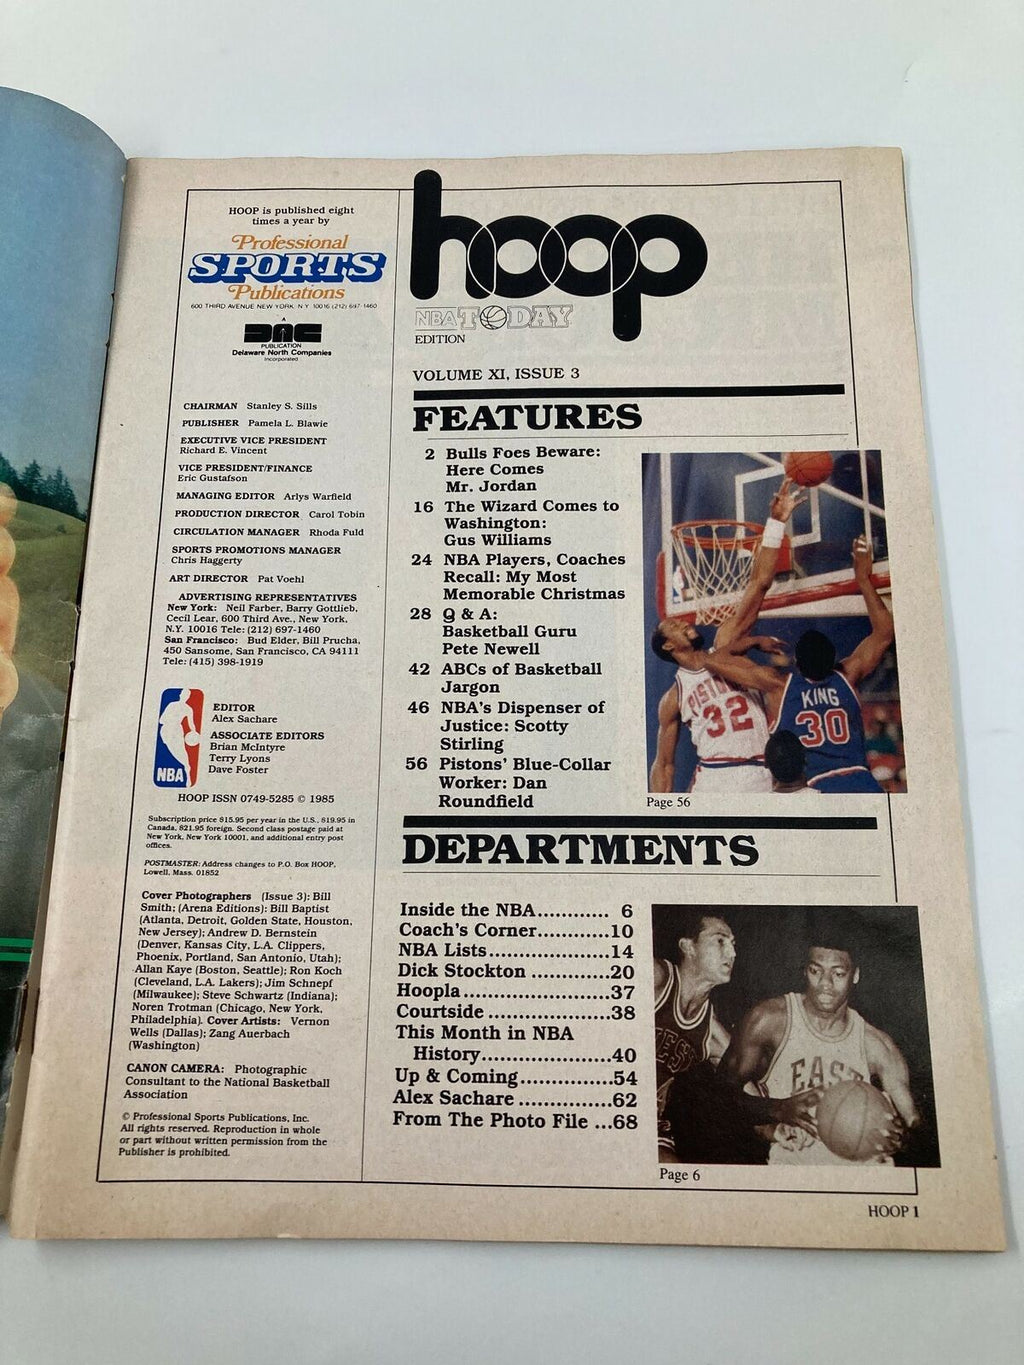 HOOP is published eight
times a year by
Professional
SPORTS
Publications
600 THIRD AVENUE NEW YORK, N.Y. 10016 (212) 697-1460
PUBLICATION
Delaware North Companies
Incorporated
CHAIRMAN Stanley S. Sills
PUBLISHER Pamela L. Blawie
EXECUTIVE VICE PRESIDENT
Richard E. Vincent
VICE PRESIDENT/FINANCE
Eric Gustafson
MANAGING EDITOR Arlys Warfield
PRODUCTION DIRECTOR Carol Tobin
CIRCULATION MANAGER Rhoda Fuld
SPORTS PROMOTIONS MANAGER
Chris Haggerty
ART DIRECTOR Pat Voehl
ADVERTISING REPRESENTATIVES
New York: Neil Farber, Barry Gottlieb,
Cecil Lear, 600 Third Ave., New York,
N.Y. 10016 Tele: (212) 697-1460
San Francisco: Bud Elder, Bill Prucha,
450 Sansome, San Francisco, CA 94111
Tele: (415) 398-1919
NBA
EDITOR
Alex Sachare
ASSOCIATE EDITORS
Brian McIntyre
Terry Lyons
Dave Foster
HOOP ISSN 0749-5285 © 1985
Subscription price $15.95 per year in the U.S., $19.95 in
Canada, $21.95 foreign. Second class postage paid at
New York, New York 10001, and additional entry post
offices.
POSTMASTER: Address changes to P.O. Box HOOP,
Lowell, Mass. 01852
Cover Photographers (Issue 3): Bill
Smith; (Arena Editions): Bill Baptist
(Atlanta, Detroit, Golden State, Houston,
New Jersey); Andrew D. Bernstein
(Denver, Kansas City, L.A. Clippers,
Phoenix, Portland, San Antonio, Utah);
Allan Kaye (Boston, Seattle); Ron Koch
(Cleveland, L.A. Lakers); Jim Schnepf
(Milwaukee); Steve Schwartz (Indiana);
Noren Trotman (Chicago, New York,
Philadelphia). Cover Artists: Vernon
Wells (Dallas); Zang Auerbach
(Washington)
CANON CAMERA: Photographic
Consultant to the National Basketball
Association
© Professional Sports Publications, Inc.
All rights reserved. Reproduction in whole
or part without written permission from the
Publisher is prohibited.
hoop
NBA TODAY
EDITION
VOLUME XI, ISSUE 3
FEATURES
2 Bulls Foes Beware:
Here Comes
Mr. Jordan
16 The Wizard Comes to
Washington:
Gus Williams
24 NBA Players, Coaches
Recall: My Most
Memorable Christmas
28 Q & A:
Basketball Guru
Pete Newell
42 ABCs of Basketball
Jargon
46 NBA's Dispenser of
Justice: Scotty
Stirling
56 Pistons' Blue-Collar
Worker: Dan
Roundfield
KING
30
32
Page 56
DEPARTMENTS
Inside the NBA............ 6
Coach's Corner............10
NBA Lists....................14
Dick Stockton .............20
Hoopla........................37
Courtside ...................38
This Month in NBA
History.....................40
Up & Coming...............54
Alex Sachare ..............62
From The Photo File ...68
EAST
Page 6
HOOP 1